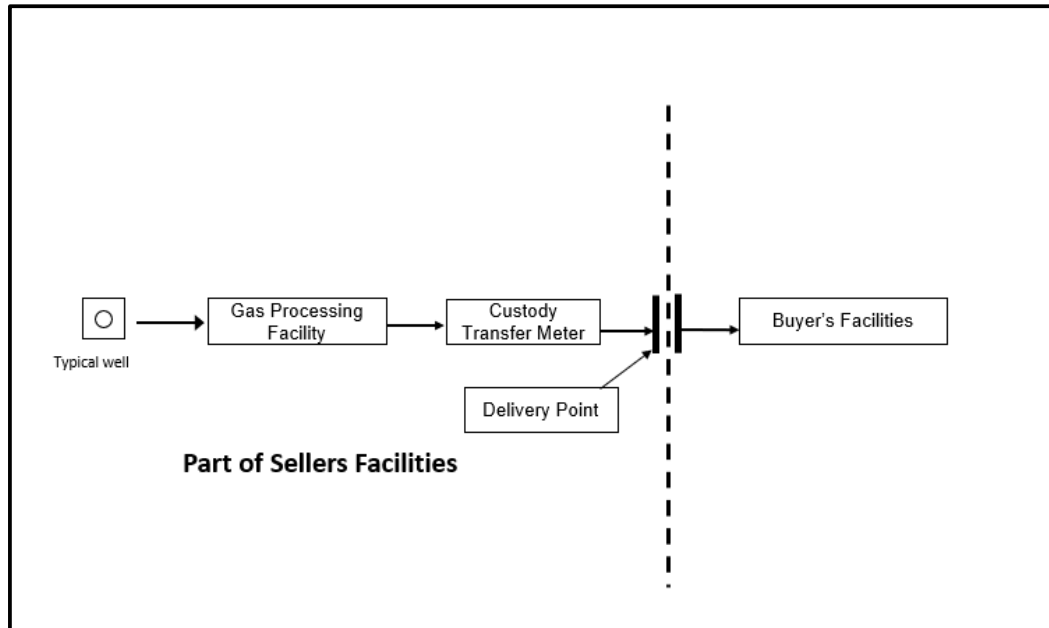 Gas Processing
Facility
Custody
Transfer Meter
Buyer's Facilities
Typical well
Delivery Point
Part of Sellers Facilities